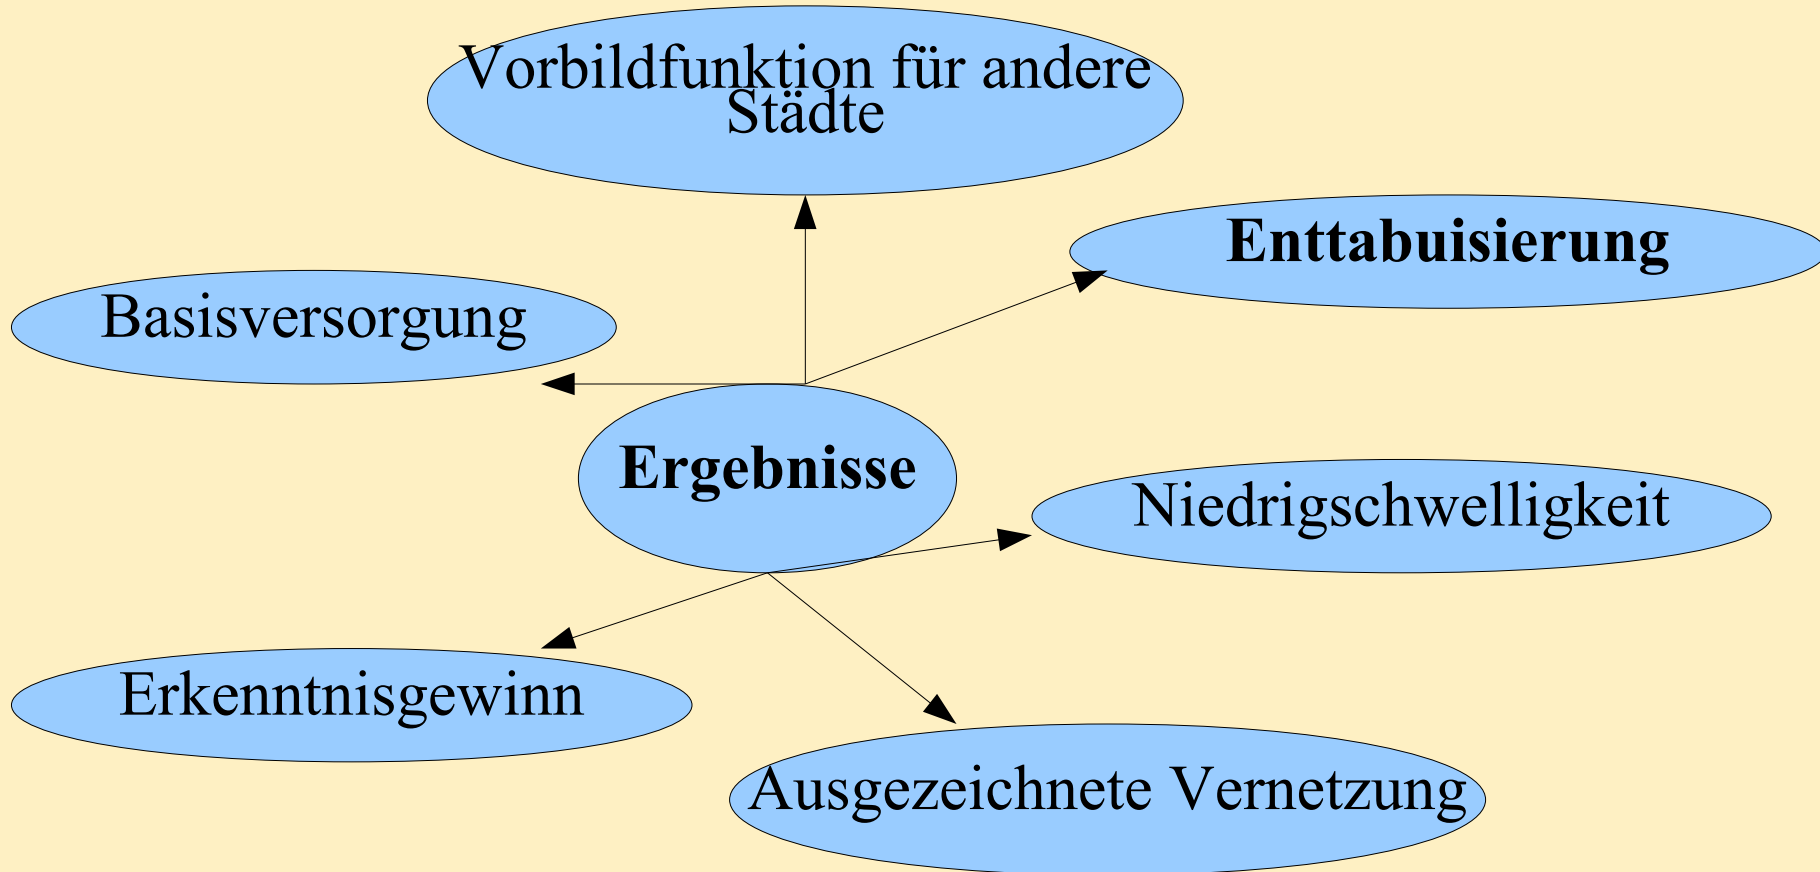 Vorbildfunktion für andere
Städte
Enttabuisierung
Basisversorgung
Ergebnisse
Niedrigschwelligkeit
Erkenntnisgewinn
Ausgezeichnete Vernetzung